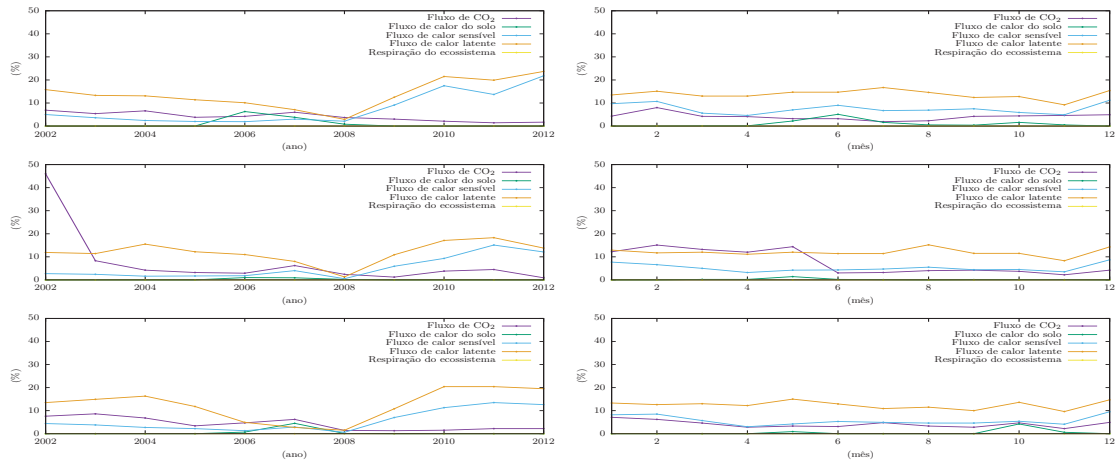 50
40
30
20
10
0
(%)
2002
2004
2006
2008
2010
2012
(ano)
Fluxo de CO₂
Fluxo de calor do solo
Fluxo de calor sensível
Fluxo de calor latente
Respiração do ecossistema
50
40
30
20
10
0
(%)
2
4
6
8
10
12
(mês)
Fluxo de CO₂
Fluxo de calor do solo
Fluxo de calor sensível
Fluxo de calor latente
Respiração do ecossistema
50
40
30
20
10
0
(%)
2002
2004
2006
2008
2010
2012
(ano)
Fluxo de CO₂
Fluxo de calor do solo
Fluxo de calor sensível
Fluxo de calor latente
Respiração do ecossistema
50
40
30
20
10
0
(%)
2
4
6
8
10
12
(mês)
Fluxo de CO₂
Fluxo de calor do solo
Fluxo de calor sensível
Fluxo de calor latente
Respiração do ecossistema
50
40
30
20
10
0
(%)
2002
2004
2006
2008
2010
2012
(ano)
Fluxo de CO₂
Fluxo de calor do solo
Fluxo de calor sensível
Fluxo de calor latente
Respiração do ecossistema
50
40
30
20
10
0
(%)
2
4
6
8
10
12
(mês)
Fluxo de CO₂
Fluxo de calor do solo
Fluxo de calor sensível
Fluxo de calor latente
Respiração do ecossistema